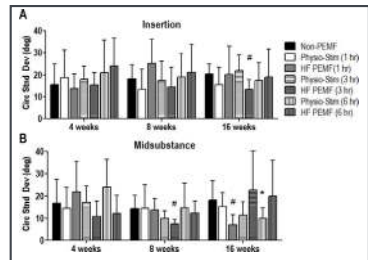 A
Insertion
Circ Stnd Dev (deg)
40
30
20
10
0
4 weeks
8 weeks
16 weeks
#
Non-PEMF
Physio-Stim (1 hr)
HF PEMF(1 hr)
Physio-Stim (3 hr)
HF PEMF (3 hr)
Physio-Stim (6 hr)
HF PEMF (6 hr)
B
Midsubstance
Circ Stnd Dev (deg)
40
30
20
10
0
4 weeks
8 weeks
16 weeks
#
#
*